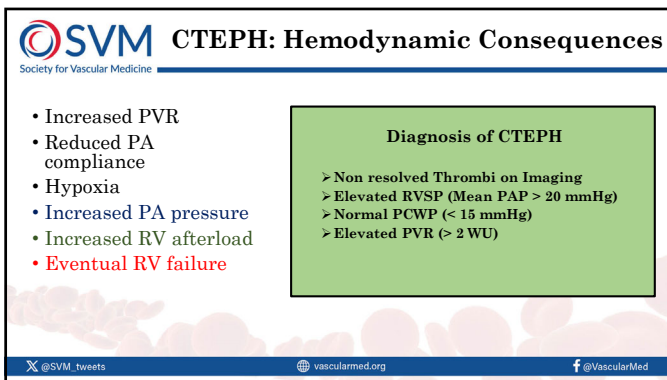 SVM
Society for Vascular Medicine
CTEPH: Hemodynamic Consequences
• Increased PVR
• Reduced PA
compliance
• Hypoxia
• Increased PA pressure
• Increased RV afterload
• Eventual RV failure
Diagnosis of CTEPH
➢Non resolved Thrombi on Imaging
➢Elevated RVSP (Mean PAP > 20 mmHg)
➢Normal PCWP (< 15 mmHg)
➢Elevated PVR (> 2 WU)
@SVM_tweets
vascularmed.org
@VascularMed